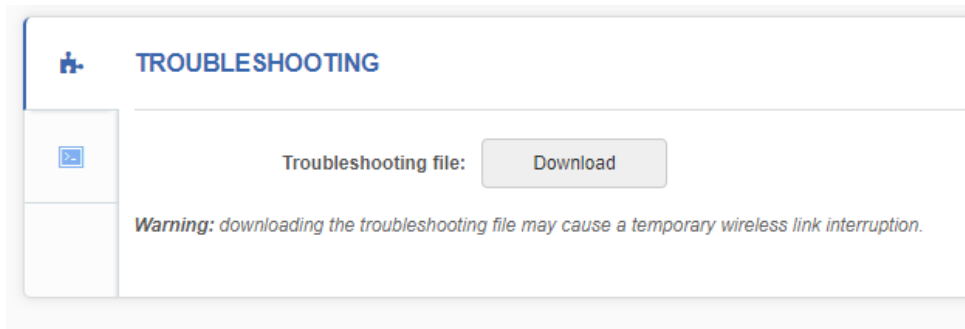 TROUBLESHOOTING
Troubleshooting file: Download
Warning: downloading the troubleshooting file may cause a temporary wireless link interruption.